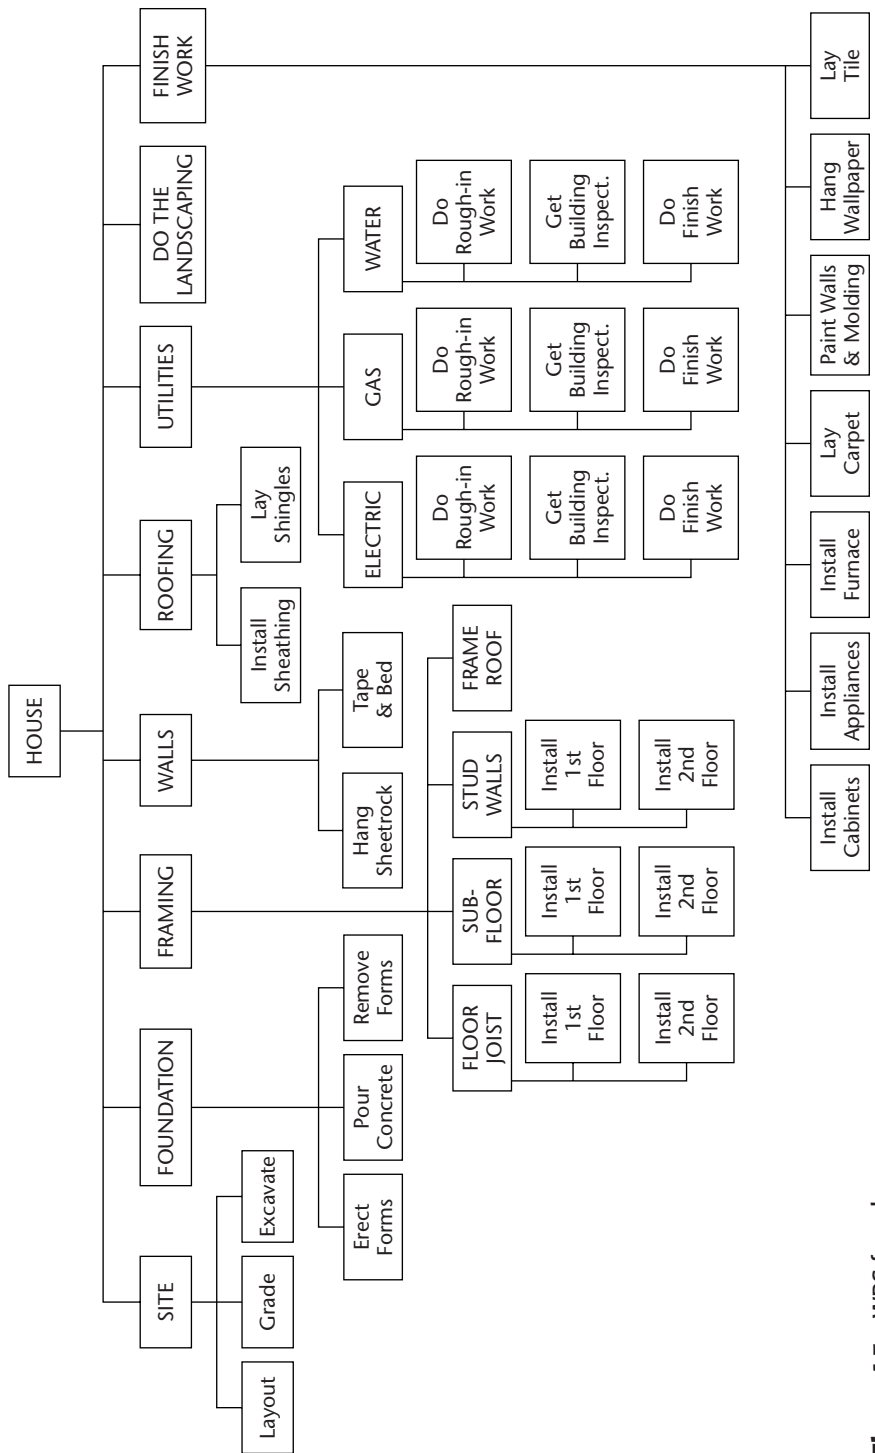 HOUSE
SITE
FOUNDATION
FRAMING
WALLS
ROOFING
UTILITIES
DO THE
LANDSCAPING
FINISH
WORK
Layout
Grade
Excavate
Install
Sheathing
Lay
Shingles
Erect
Forms
Pour
Concrete
Remove
Forms
Hang
Sheetrock
Tape
& Bed
ELECTRIC
GAS
WATER
Do
Rough-in
Work
Get
Building
Inspect.
Do
Finish
Work
Do
Rough-in
Work
Get
Building
Inspect.
Do
Finish
Work
Do
Rough-in
Work
Get
Building
Inspect.
Do
Finish
Work
FLOOR
JOIST
SUB-
FLOOR
STUD
WALLS
FRAME
ROOF
Install
1st
Floor
Install
2nd
Floor
Install
1st
Floor
Install
2nd
Floor
Install
1st
Floor
Install
2nd
Floor
Install
Cabinets
Install
Appliances
Install
Furnace
Lay
Carpet
Paint Walls
& Molding
Hang
Wallpaper
Lay
Tile
WBS